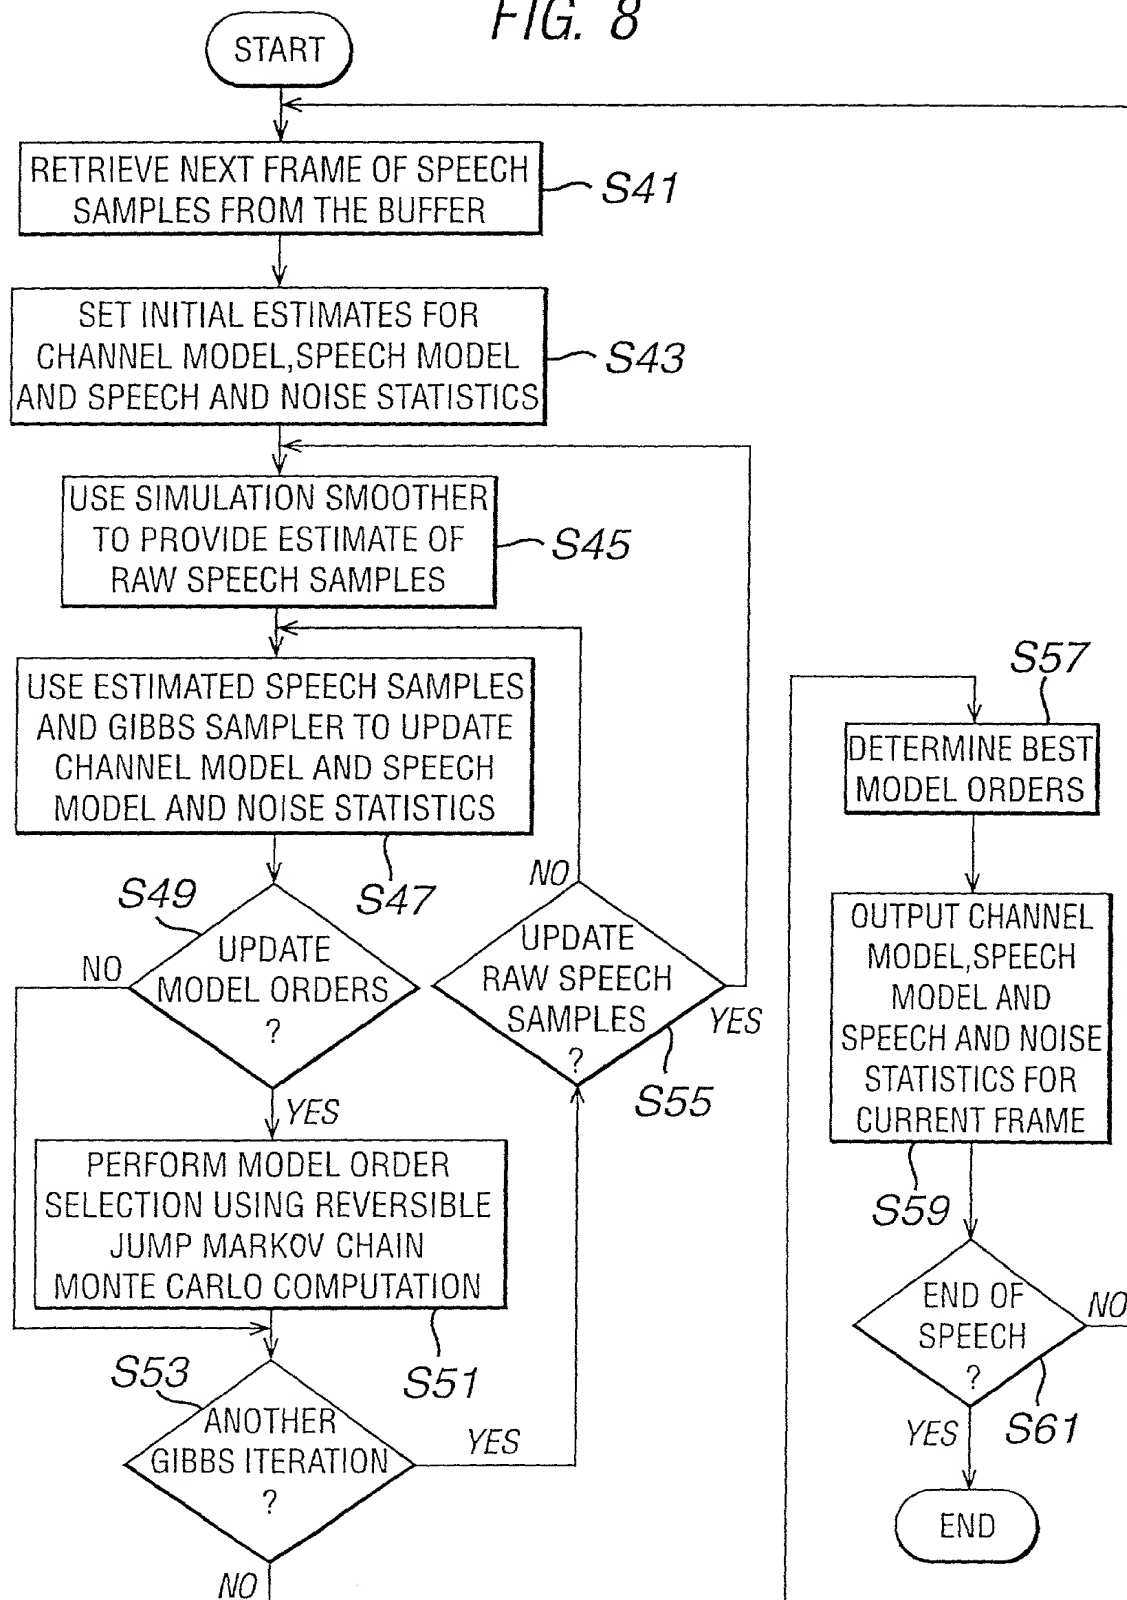 FIG. 8
START
RETRIEVE NEXT FRAME OF SPEECH
SAMPLES FROM THE BUFFER
S41
SET INITIAL ESTIMATES FOR
CHANNEL MODEL,SPEECH MODEL
AND SPEECH AND NOISE STATISTICS
S43
USE SIMULATION SMOOTHER
TO PROVIDE ESTIMATE OF
RAW SPEECH SAMPLES
S45
USE ESTIMATED SPEECH SAMPLES
AND GIBBS SAMPLER TO UPDATE
CHANNEL MODEL AND SPEECH
MODEL AND NOISE STATISTICS
S47
S49
UPDATE
MODEL ORDERS
?
NO
YES
PERFORM MODEL ORDER
SELECTION USING REVERSIBLE
JUMP MARKOV CHAIN
MONTE CARLO COMPUTATION
S51
S53
ANOTHER
GIBBS ITERATION
?
YES
NO
NO
UPDATE
RAW SPEECH
SAMPLES
?
YES
S55
S57
DETERMINE BEST
MODEL ORDERS
OUTPUT CHANNEL
MODEL,SPEECH
MODEL AND
SPEECH AND NOISE
STATISTICS FOR
CURRENT FRAME
S59
END OF
SPEECH
?
NO
S61
YES
END